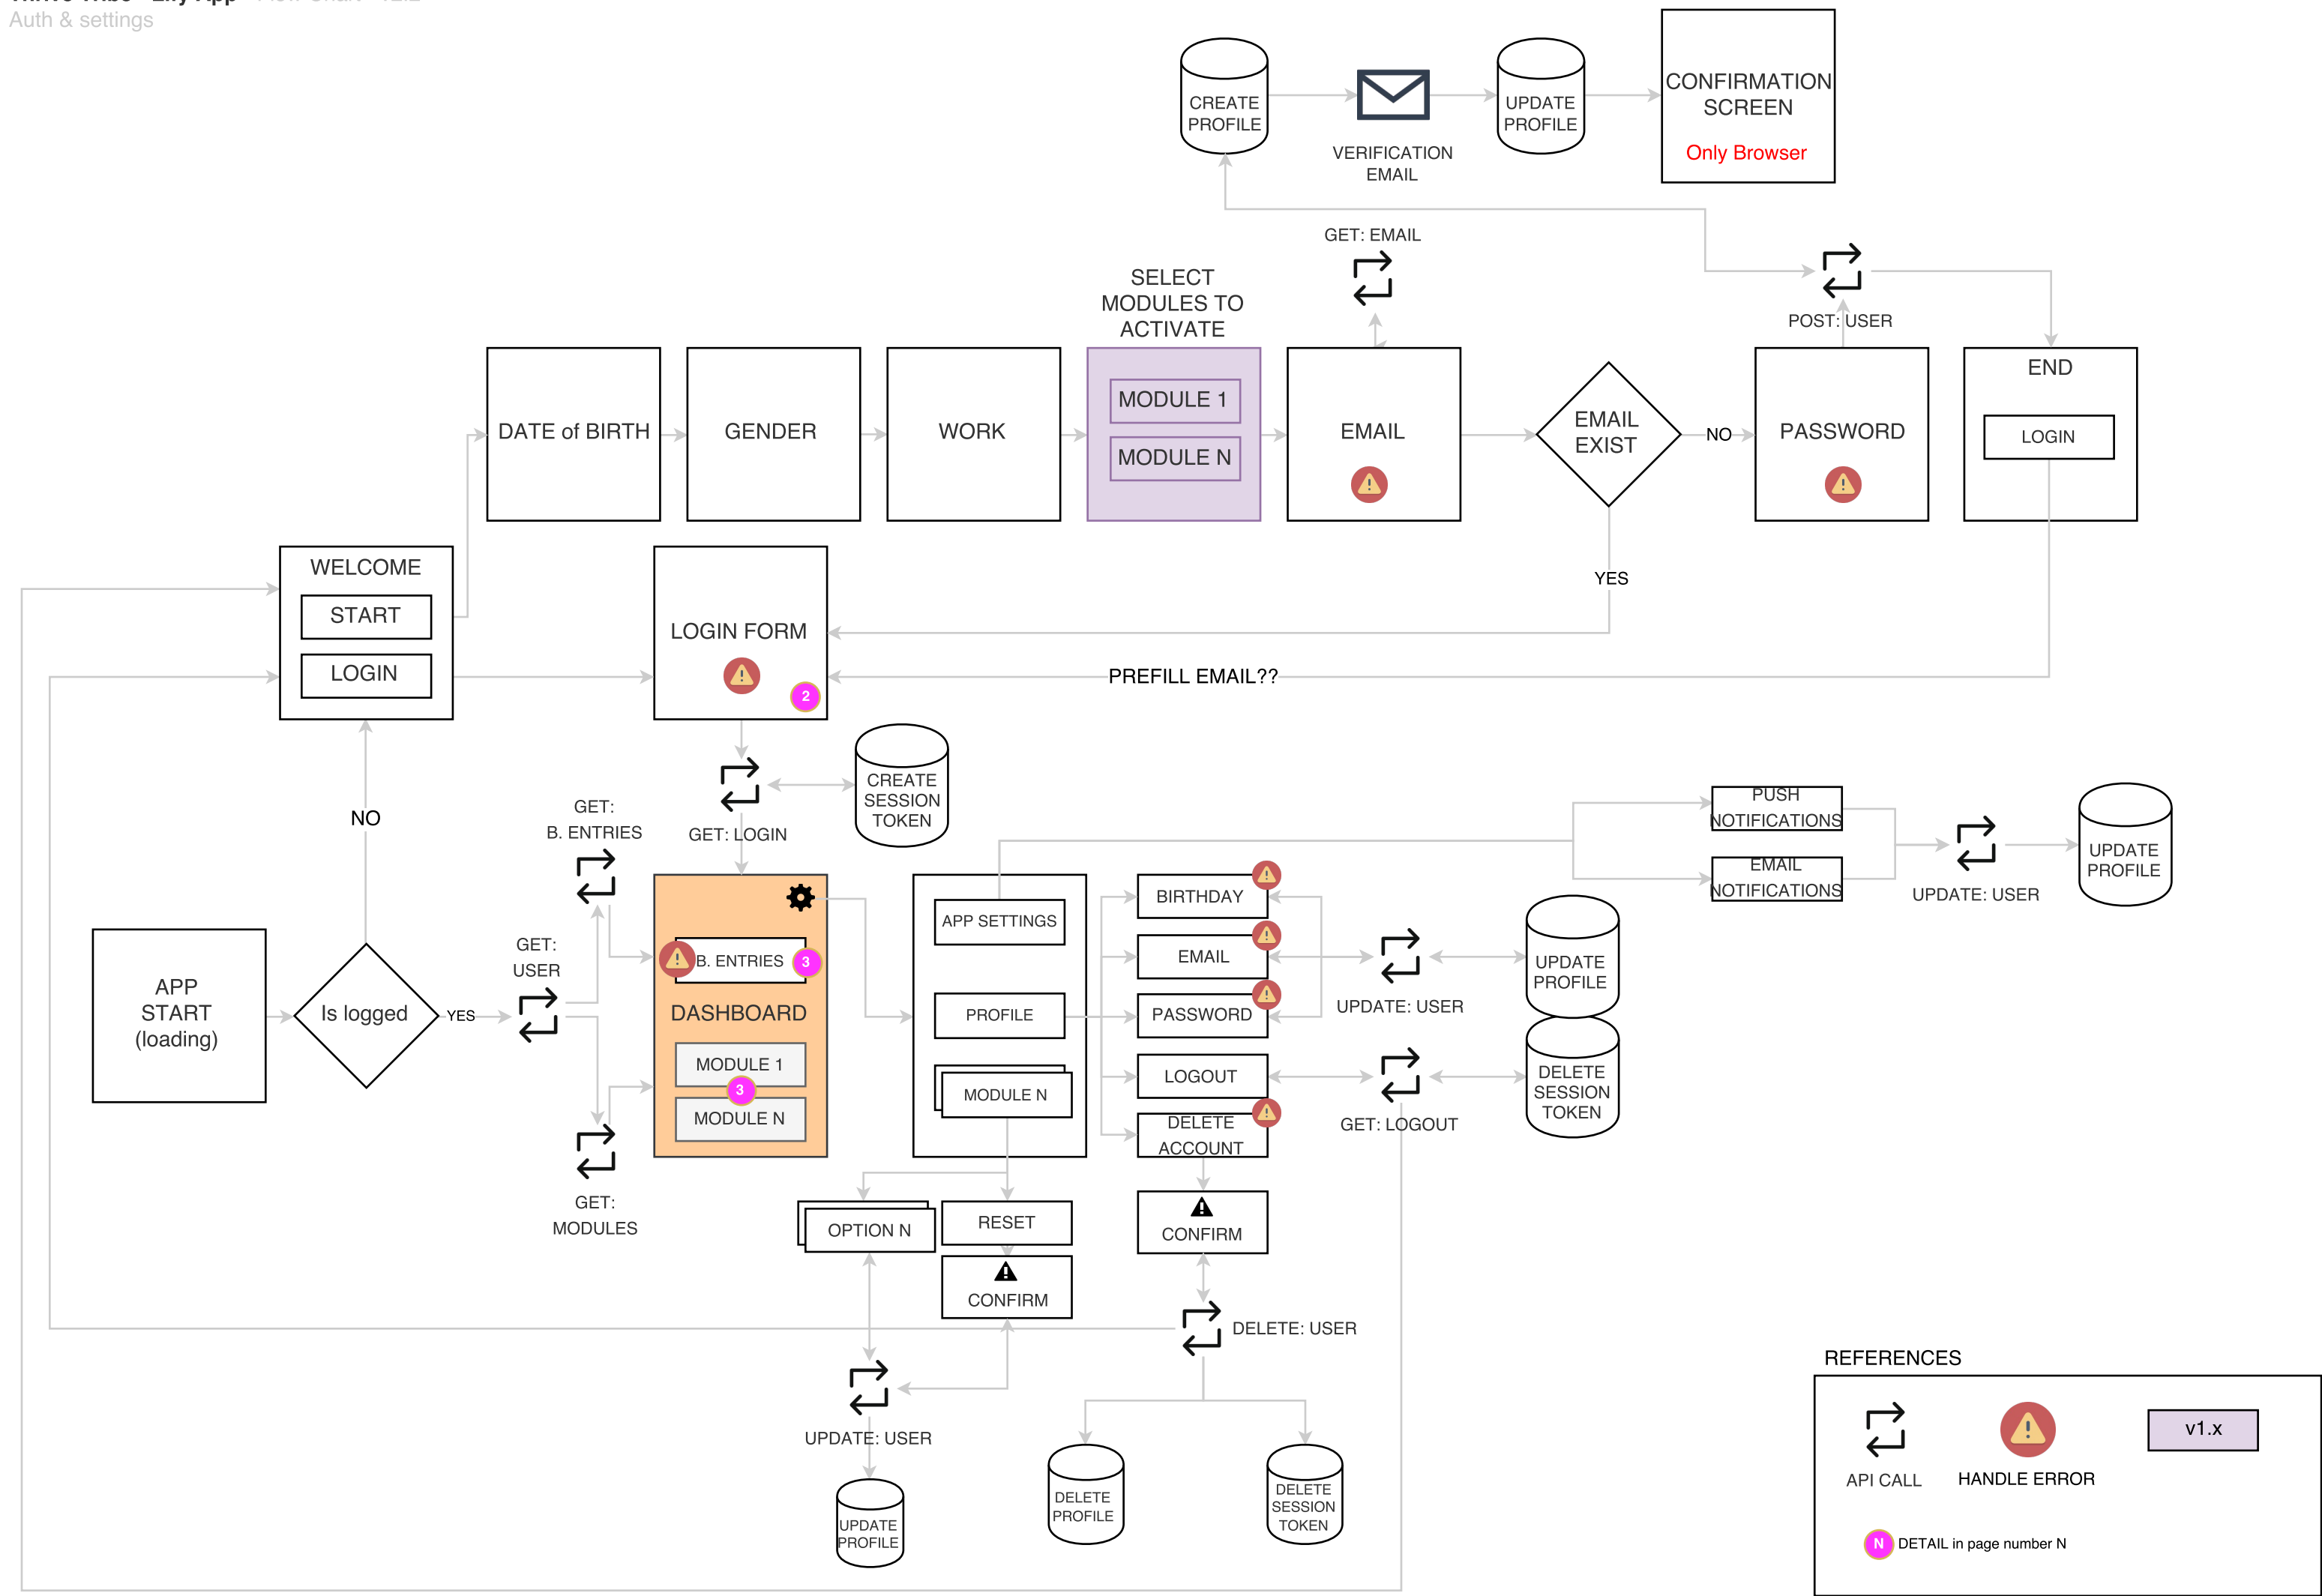 Auth & settings
CREATE
PROFILE
VERIFICATION
EMAIL
UPDATE
PROFILE
CONFIRMATION
SCREEN
Only Browser
GET: EMAIL
POST: USER
SELECT
MODULES TO
ACTIVATE
DATE of BIRTH
GENDER
WORK
MODULE 1
MODULE N
EMAIL
EMAIL
EXIST
NO
PASSWORD
END
LOGIN
YES
WELCOME
START
LOGIN
LOGIN FORM
2
PREFILL EMAIL??
CREATE
SESSION
TOKEN
GET: LOGIN
NO
GET:
B. ENTRIES
PUSH
NOTIFICATIONS
EMAIL
NOTIFICATIONS
UPDATE: USER
UPDATE
PROFILE
APP
START
(loading)
Is logged
YES
GET:
USER
B. ENTRIES
3
DASHBOARD
MODULE 1
3
MODULE N
GET:
MODULES
APP SETTINGS
PROFILE
MODULE N
BIRTHDAY
EMAIL
PASSWORD
LOGOUT
DELETE
ACCOUNT
UPDATE: USER
UPDATE
PROFILE
GET: LOGOUT
DELETE
SESSION
TOKEN
OPTION N
RESET
CONFIRM
CONFIRM
DELETE: USER
UPDATE: USER
UPDATE
PROFILE
DELETE
PROFILE
DELETE
SESSION
TOKEN
REFERENCES
API CALL
HANDLE ERROR
v1.x
N DETAIL in page number N